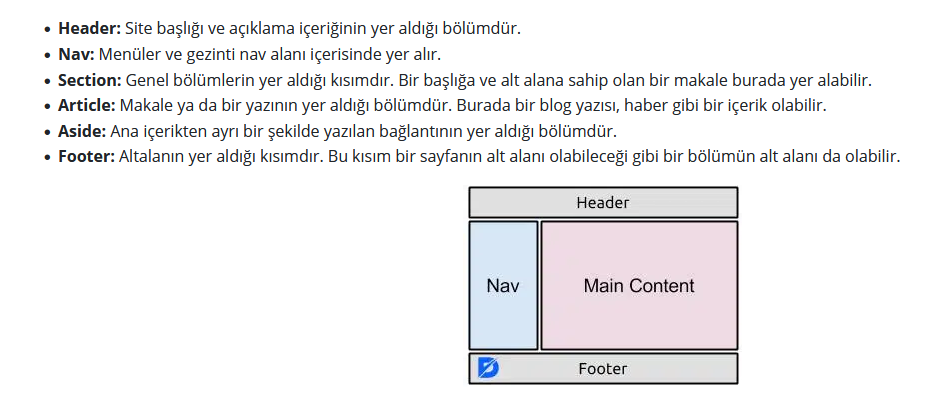 Header: Site başlığı ve açıklama içeriğinin yer aldığı bölümdür.
Nav: Menüler ve gezinti nav alanı içerisinde yer alır.
Section: Genel bölümlerin yer aldığı kısımdır. Bir başlığa ve alt alana sahip olan bir makale burada yer alabilir.
Article: Makale ya da bir yazının yer aldığı bölümdür. Burada bir blog yazısı, haber gibi bir içerik olabilir.
Aside: Ana içerikten ayrı bir şekilde yazılan bağlantının yer aldığı bölümdür.
Footer: Altalanın yer aldığı kısımdır. Bu kısım bir sayfanın alt alanı olabileceği gibi bir bölümün alt alanı da olabilir.
Header
Nav
Main Content
Footer